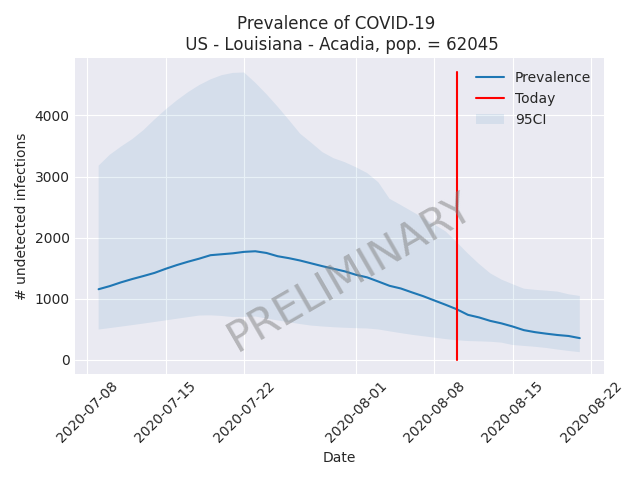 Prevalence of COVID-19
US - Louisiana - Acadia, pop. = 62045
Prevalence
Today
95CI
4000
3000
2000
1000
0
# undetected infections
PRELIMINARY
2020-07-08
2020-07-15
2020-07-22
2020-08-01
2020-08-08
2020-08-15
2020-08-22
Date